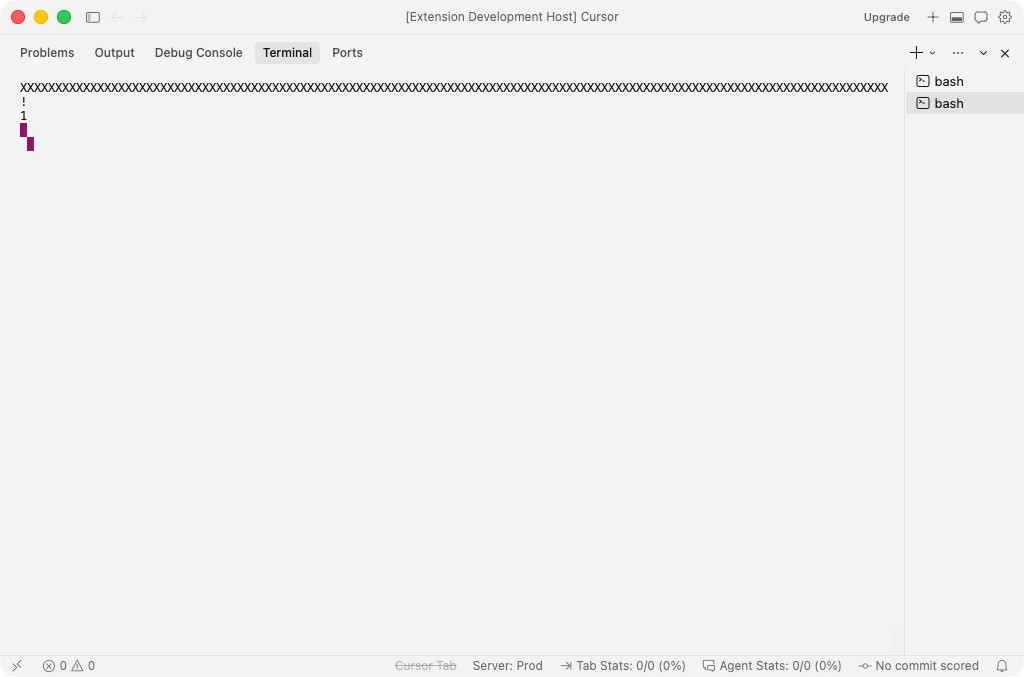 [Extension Development Host] Cursor
Upgrade
Problems Output Debug Console Terminal Ports
XXXXXXXXXXXXXXXXXXXXXXXXXXXXXXXXXXXXXXXXXXXXXXXXXXXXXXXXXXXXXXXXXXXXXXXXXXXXXXXXXXXXXXXXXXXXXXXXXXXXXXXXXXXXXXXXXXXXXXXXXXXX
!
1
bash
bash
0 0
Cursor Tab Server: Prod Tab Stats: 0/0 (0%) Agent Stats: 0/0 (0%) No commit scored